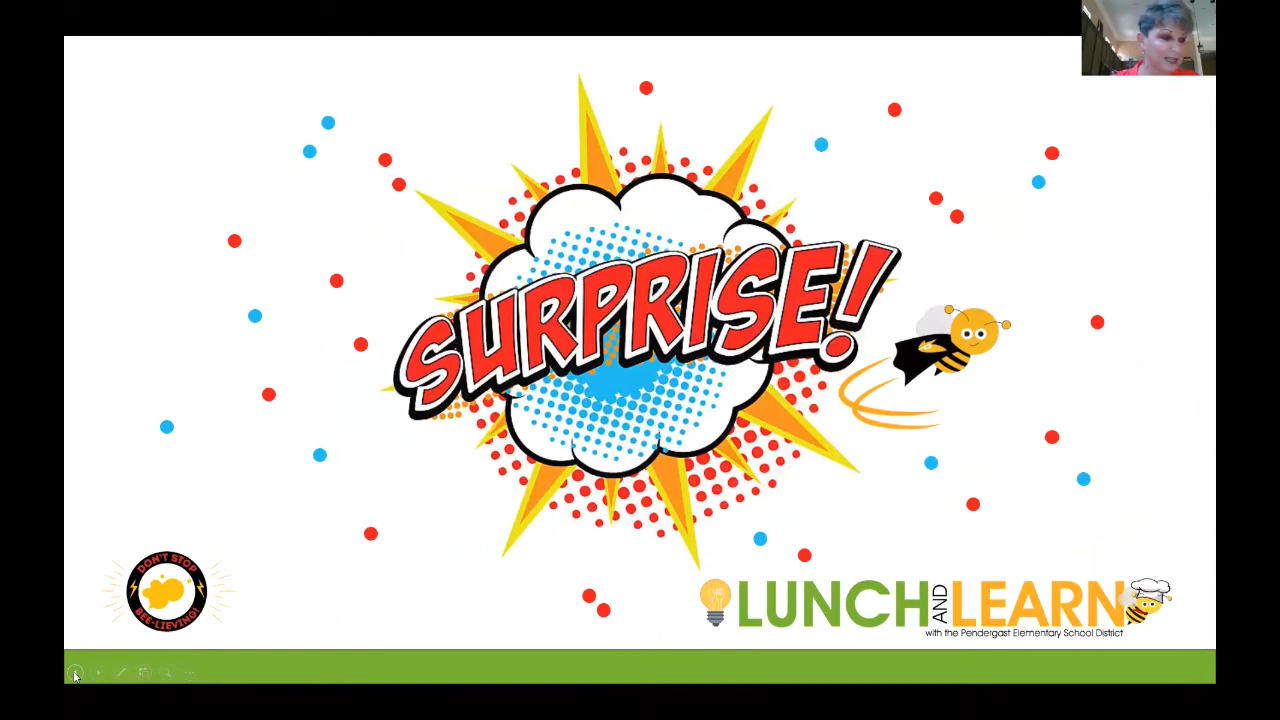 SURPRISE!
DON'T STOP
BEE-LIEVING!
LUNCH AND LEARN
with the Pendergast Elementary School District